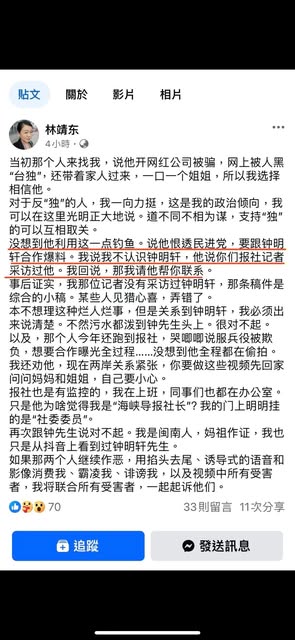 貼文 關於 影片 相片
林靖东
4小時
当初那个人来找我，说他开网红公司被骗，网上被人黑
“台独”，还带着家人过来，一口一个姐姐，所以我选择
相信他。
对于反“独”的人，我一向力挺，这是我的政治倾向，我
可以在这里光明正大地说。道不同不相为谋，支持“独”
的可以互相取关。
没想到他利用这一点钓鱼。说他恨透民进党，要跟钟明
轩合作爆料。我说我不认识钟明轩，他说你们报社记者
采访过他。我回说，那我请他帮你联系。
事后证实，我那位记者没有采访过钟明轩，那条稿件是
综合的小稿。某些人见猎心喜，弄错了。
本不想理这种烂人烂事，但是关系到钟明轩，我必须出
来说清楚。不然污水都泼到钟先生头上。很对不起。
以及，那个人今年还跑到报社，哭唧唧说服兵役被欺
负，想要合作曝光全过程……没想到他全程都在偷拍。
我还劝他，现在两岸关系紧张，你要做这些视频先回家
问问妈妈和姐姐，自己要小心。
报社也是有监控的，我在上班，同事们也都在办公室。
只是他为啥觉得我是“海峡导报社长”？我的门上明明挂
的是“社委委员”。
再次跟钟先生说对不起。我是闽南人，妈祖作证，我也
只是从抖音上看到过钟明轩先生。
如果那两个人继续作恶，用掐头去尾、诱导式的语音和
影像消费我、霸凌我、诽谤我，以及视频中所有受害
者，我将联合所有受害者，一起起诉他们。
70 33則留言 11次分享
追蹤 發送訊息